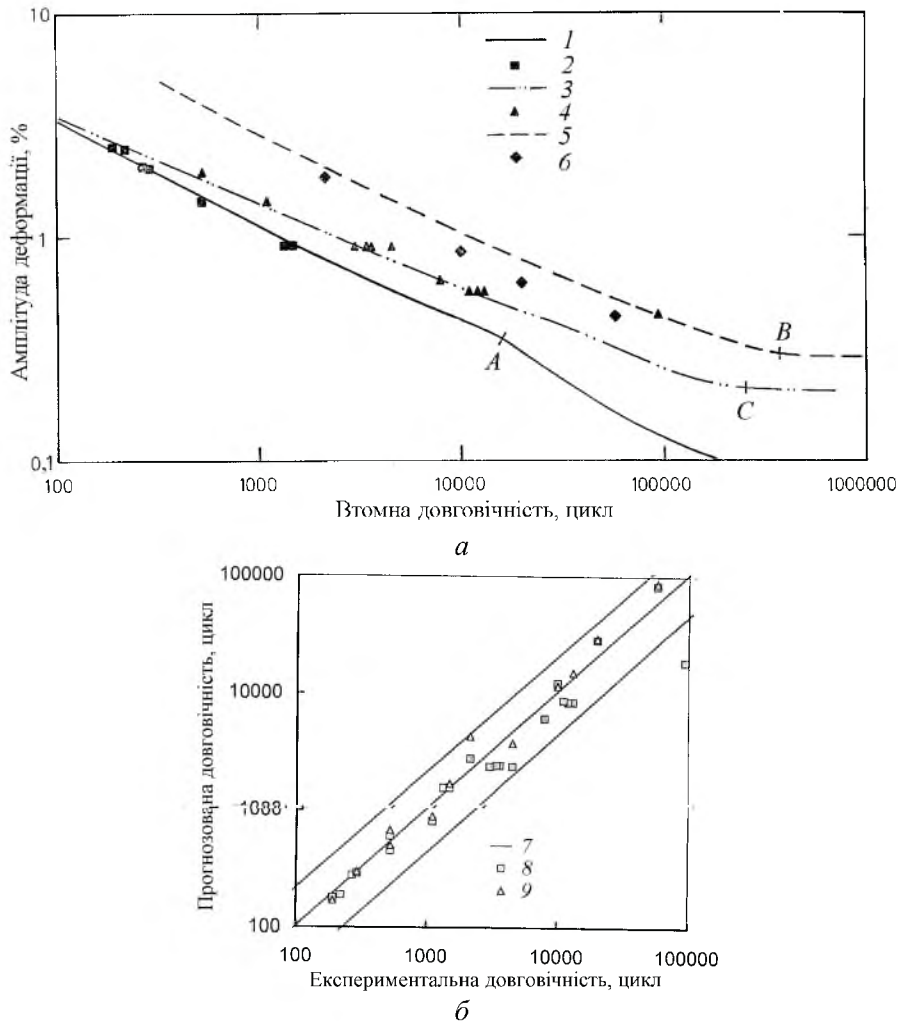 10
1
0,1
Амплітуда деформації, %
1
2
3
4
5
6
A
B
C
100
1000
10000
100000
1000000
Втомна довговічність, цикл
а
100000
10000
1088
100
Прогнозована довговічність, цикл
7
8
9
100
1000
10000
100000
Експериментальна довговічність, цикл
б